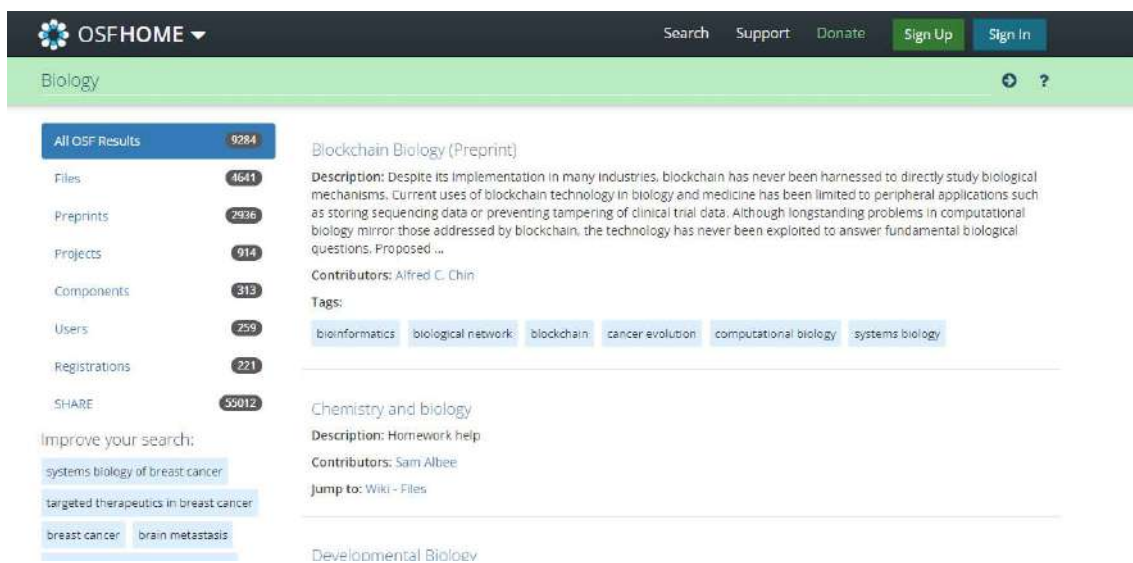 OSFHOME
Search Support Donate Sign Up Sign In
Biology
?
All OSF Results 9284
Files 4641
Preprints 2936
Projects 914
Components 313
Users 259
Registrations 221
SHARE 55012
Improve your search:
systems biology of breast cancer
targeted therapeutics in breast cancer
breast cancer brain metastasis
Blockchain Biology (Preprint)
Description: Despite its implementation in many industries, blockchain has never been harnessed to directly study biological
mechanisms. Current uses of blockchain technology in biology and medicine has been limited to peripheral applications such
as storing sequencing data or preventing tampering of clinical trial data. Although longstanding problems in computational
biology mirror those addressed by blockchain, the technology has never been exploited to answer fundamental biological
questions. Proposed ...
Contributors: Alfred C. Chin
Tags:
bioinformatics biological network blockchain cancer evolution computational biology systems biology
Chemistry and biology
Description: Homework help
Contributors: Sam Albee
Jump to: Wiki - Files
Developmental Biology